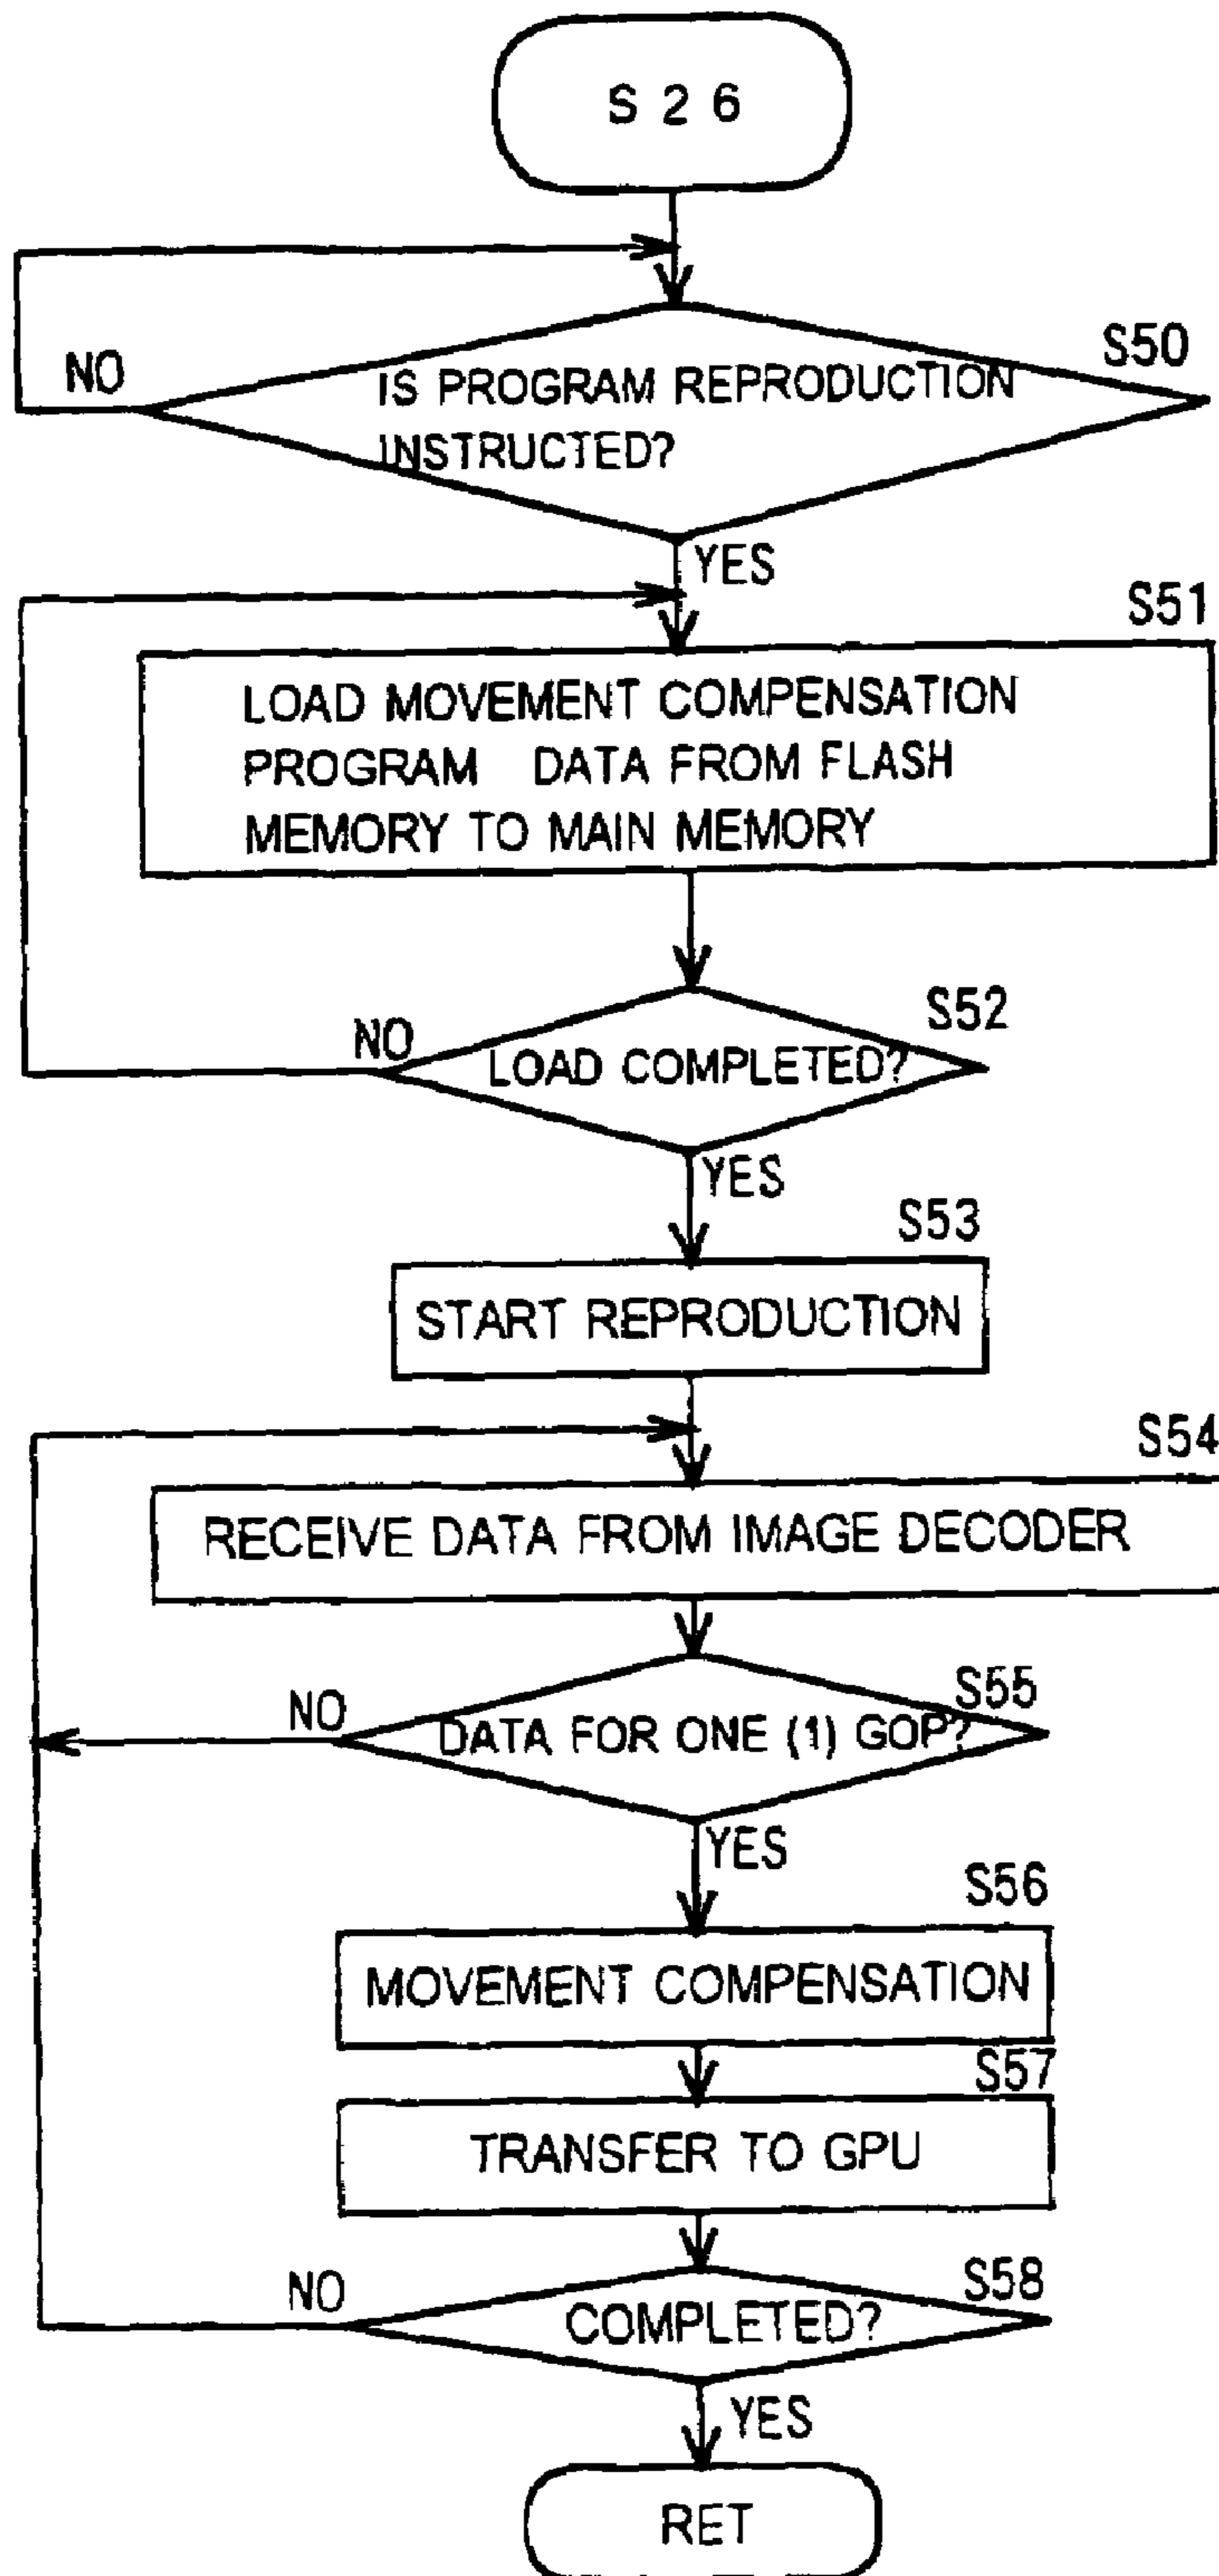 S 2 6
S50
NO
IS PROGRAM REPRODUCTION
INSTRUCTED?
YES
S51
LOAD MOVEMENT COMPENSATION
PROGRAM DATA FROM FLASH
MEMORY TO MAIN MEMORY
S52
NO
LOAD COMPLETED?
YES
S53
START REPRODUCTION
S54
RECEIVE DATA FROM IMAGE DECODER
S55
NO
DATA FOR ONE (1) GOP?
YES
S56
MOVEMENT COMPENSATION
S57
TRANSFER TO GPU
S58
NO
COMPLETED?
YES
RET